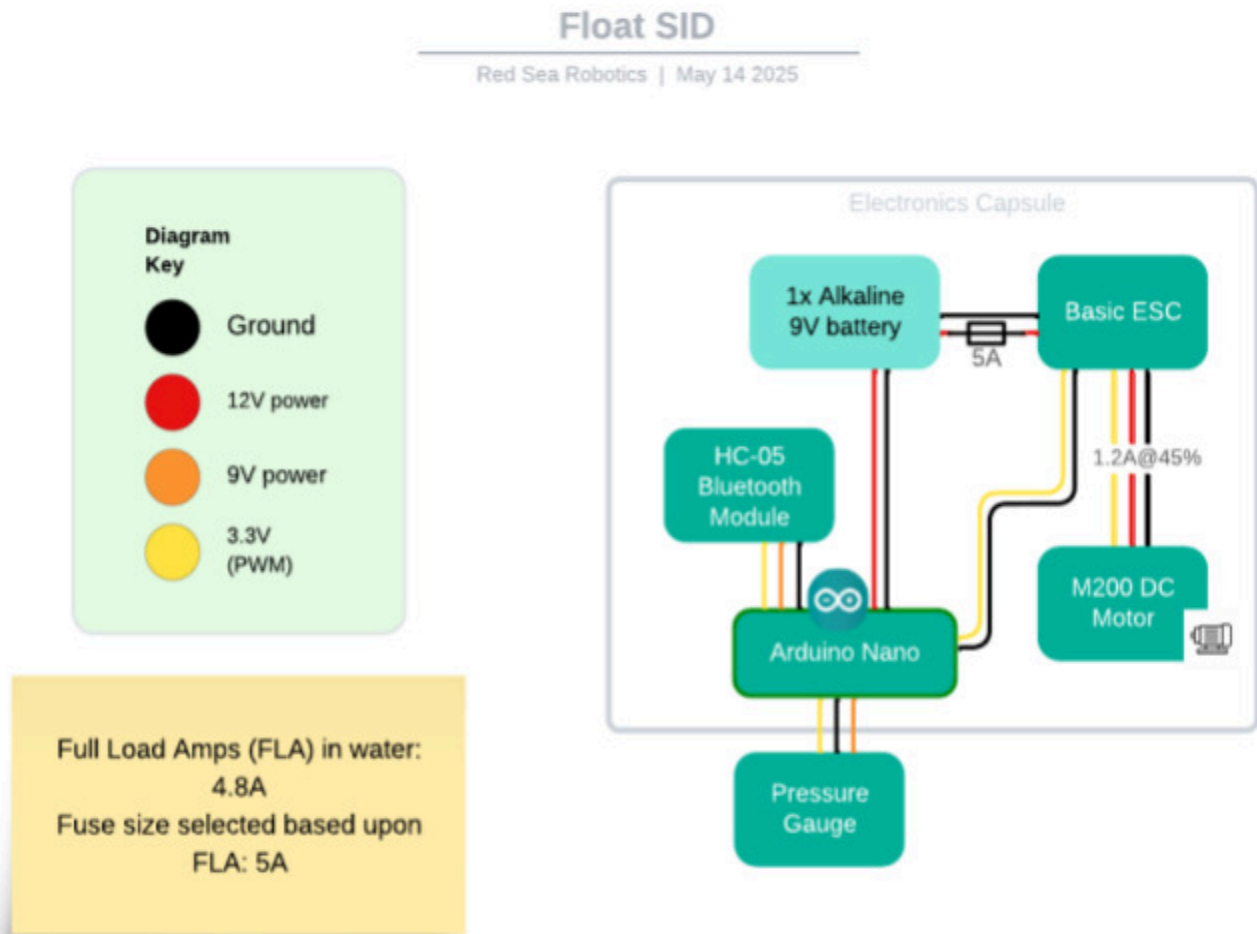 Float SID
Red Sea Robotics | May 14 2025
Diagram
Key
Ground
12V power
9V power
3.3V
(PWM)
Full Load Amps (FLA) in water:
4.8A
Fuse size selected based upon
FLA: 5A
Electronics Capsule
1x Alkaline
9V battery
5A
Basic ESC
HC-05
Bluetooth
Module
1.2A@45%
M200 DC
Motor
Arduino Nano
Pressure
Gauge